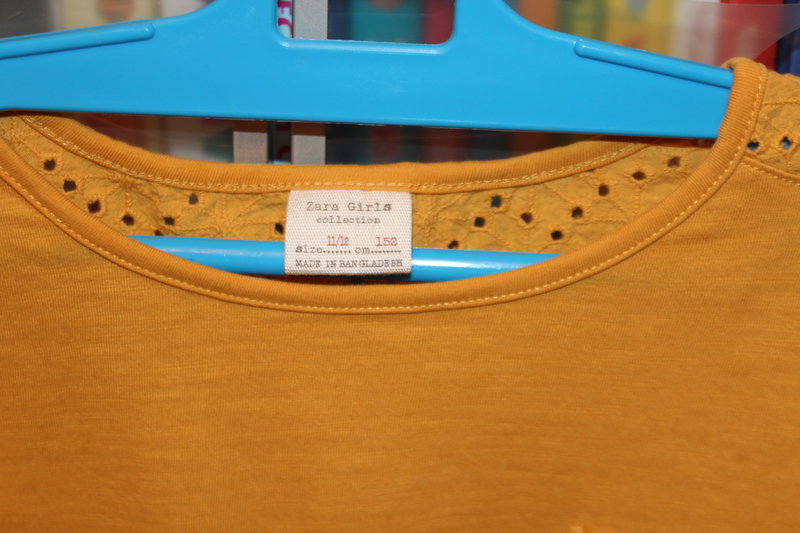 Zara Girls
collection
size....... 11/12 cm........ 152
MADE IN BANGLADESH